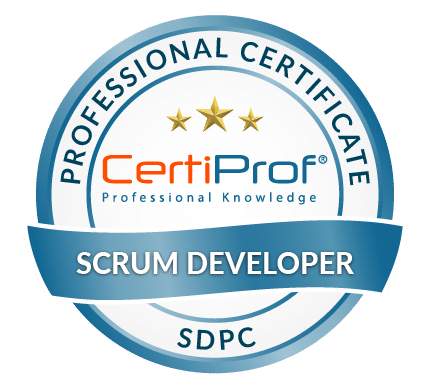 PROFESSIONAL CERTIFICATE
CertiProf®
Professional Knowledge
SCRUM DEVELOPER
SDPC